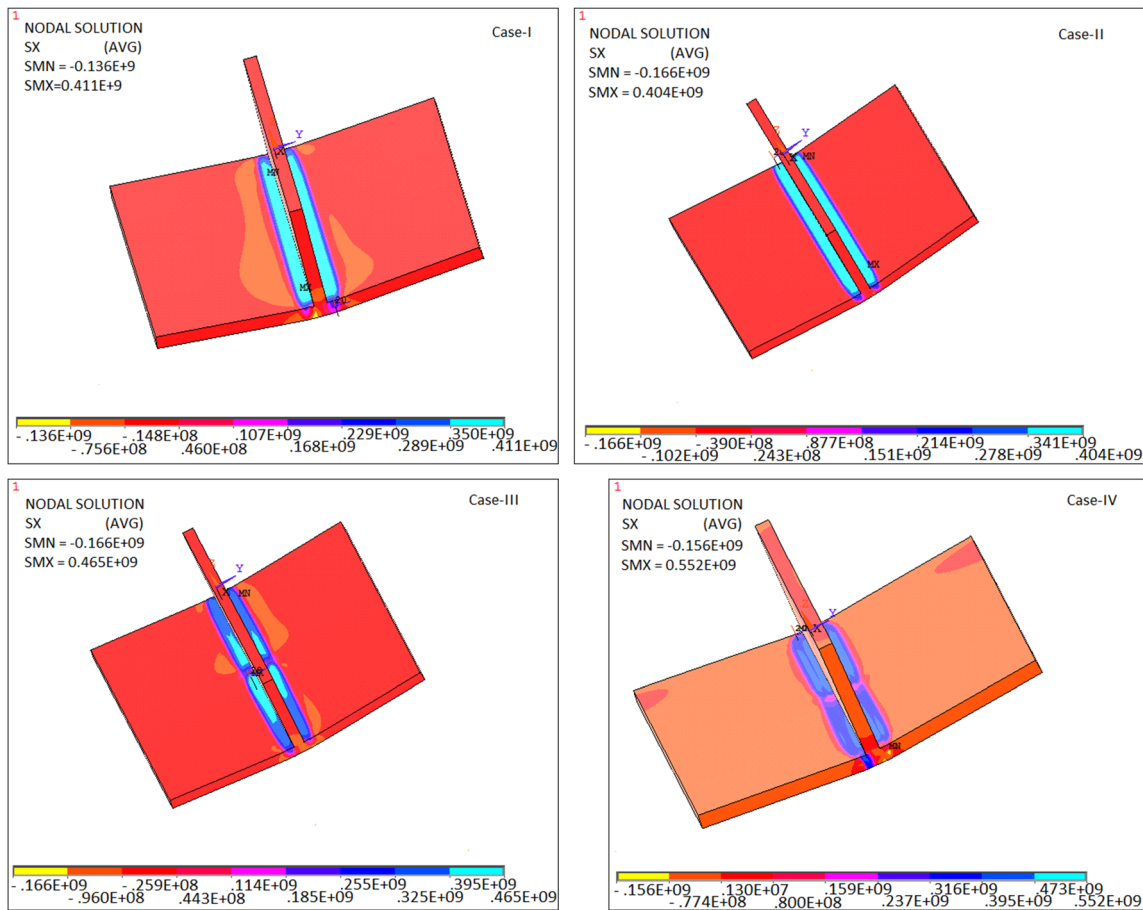 1
NODAL SOLUTION
SX (AVG)
SMN = -0.136E+9
SMX=0.411E+9
Case-I
Y
X
MN
MX
-.136E+09 -.148E+08 .107E+09 .229E+09 .350E+09
-.756E+08 .460E+08 .168E+09 .289E+09 .411E+09
NODAL SOLUTION
SX (AVG)
SMN = -0.166E+09
SMX = 0.404E+09
Case-II
Y
X
MN
MX
-.166E+09 -.390E+08 .877E+08 .214E+09 .341E+09
-.102E+09 .243E+08 .151E+09 .278E+09 .404E+09
1
NODAL SOLUTION
SX (AVG)
SMN = -0.166E+09
SMX = 0.465E+09
Case-III
Y
X
MN
MX
-.166E+09 -.259E+08 .114E+09 .255E+09 .395E+09
-.960E+08 .443E+08 .185E+09 .325E+09 .465E+09
1
NODAL SOLUTION
SX (AVG)
SMN = -0.156E+09
SMX = 0.552E+09
Case-IV
Z
Y
X
MN
-.156E+09 .130E+07 .159E+09 .316E+09 .473E+09
-.774E+08 .800E+08 .237E+09 .395E+09 .552E+09